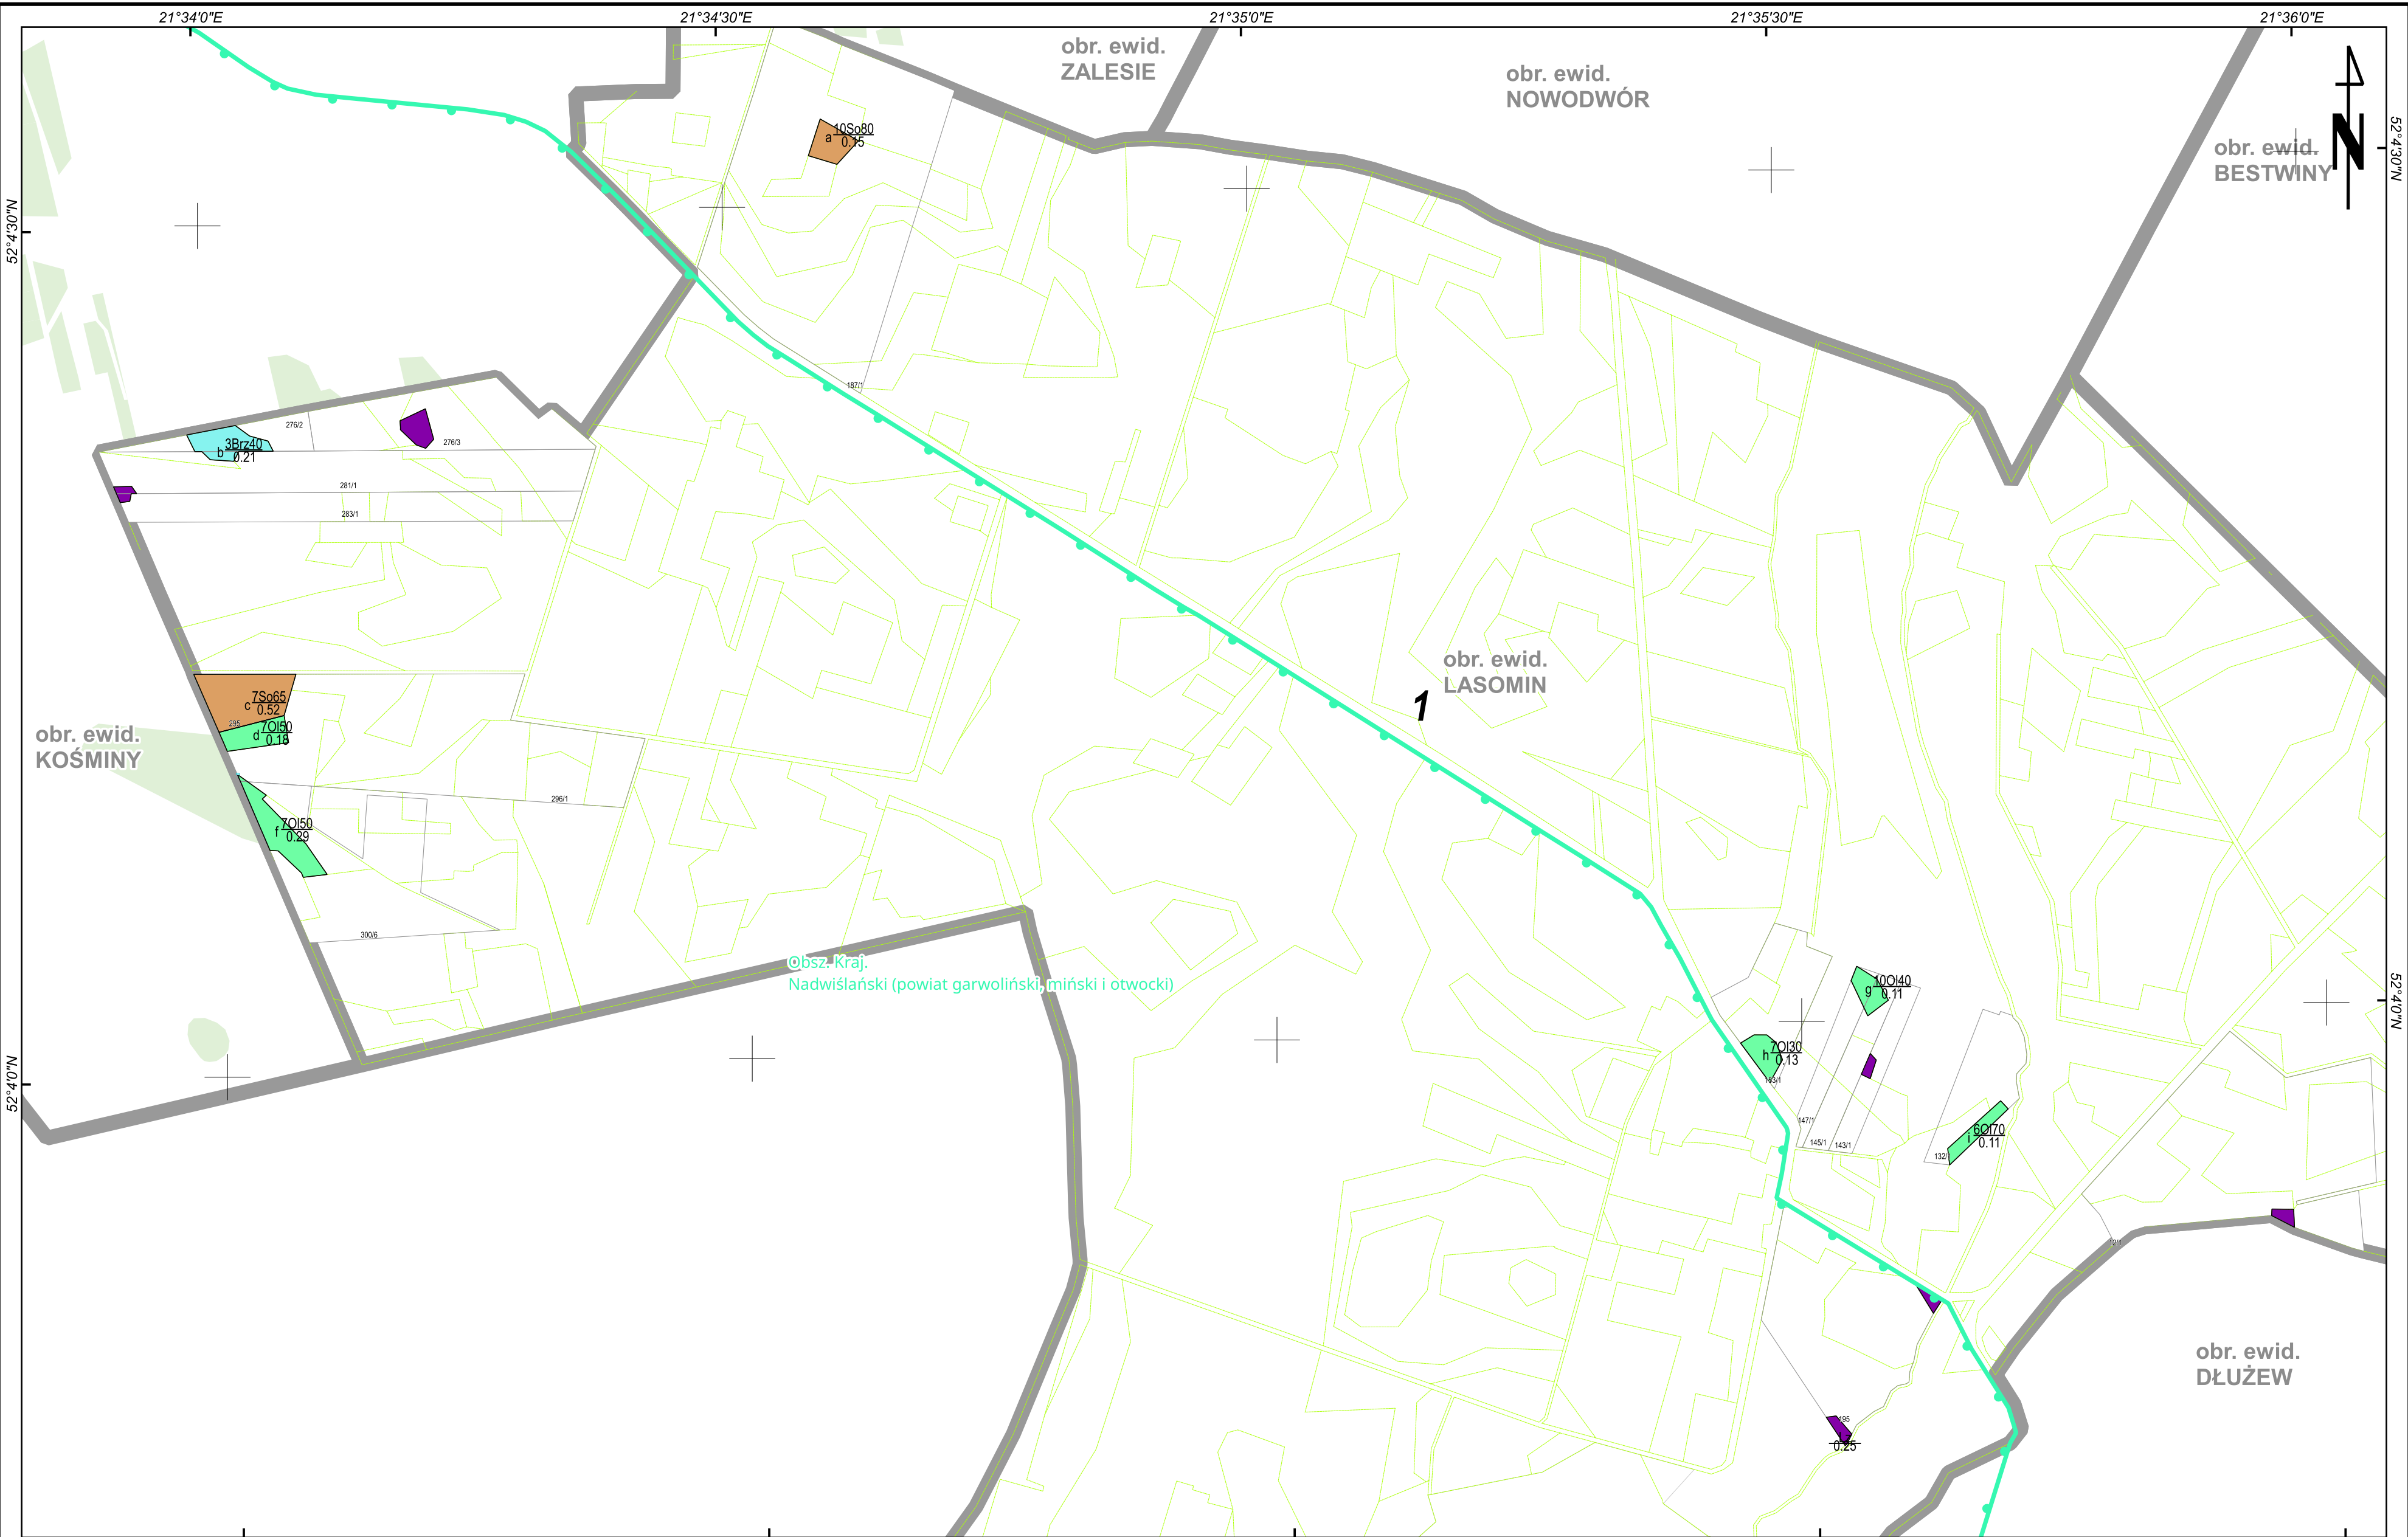 21°34'0"E
21°34'30"E
21°35'0"E
21°35'30"E
21°36'0"E
obr. ewid.
ZALESIE
obr. ewid.
NOWODWÓR
obr. ewid.
BESTWINY
N
52°4'30"N
52°4'30"N
a 10So80
0.15
187/1
276/2
276/3
b 3Brz40
0.21
281/1
283/1
obr. ewid.
LASOMIN
1
c 7So65
0.52
295
d 7Ol50
0.18
obr. ewid.
KOŚMINY
296/1
f 7Ol50
0.29
300/6
Obsz. Kraj.
Nadwiślański (powiat garwoliński, miński i otwocki)
g 10Ol40
0.11
h 7Ol30
0.13
153/1
147/1
145/1
143/1
i 6Ol70
0.11
52°4'0"N
52°4'0"N
obr. ewid.
DŁUŻEW
195
0.25